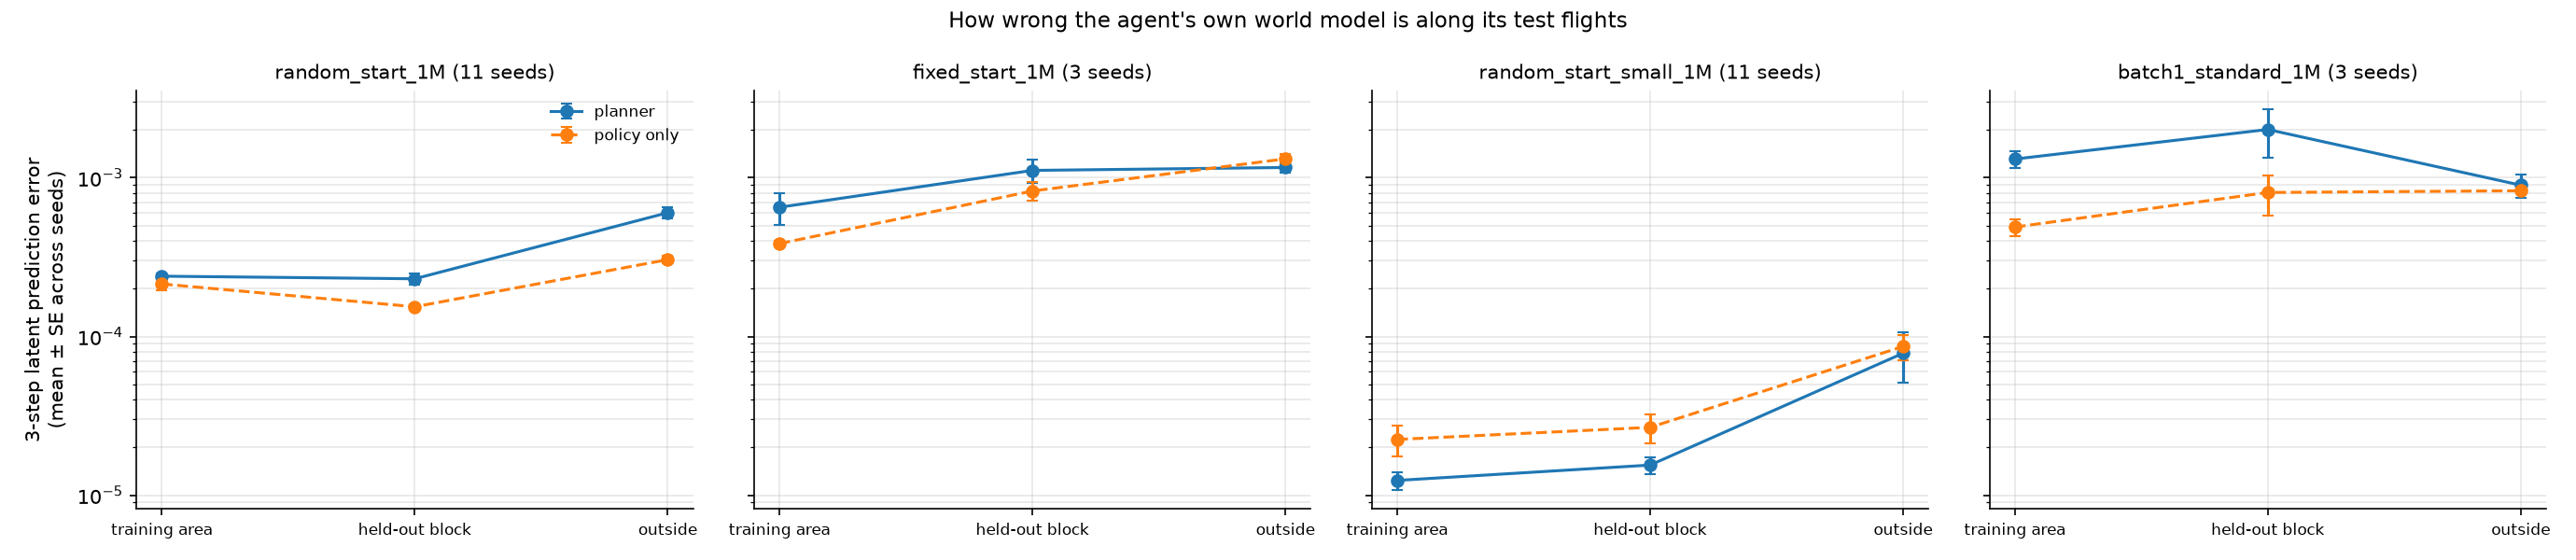 How wrong the agent's own world model is along its test flights
random_start_1M (11 seeds)
fixed_start_1M (3 seeds)
random_start_small_1M (11 seeds)
batch1_standard_1M (3 seeds)
planner
policy only
3-step latent prediction error
(mean ± SE across seeds)
10⁻³
10⁻⁴
10⁻⁵
training area held-out block outside
training area held-out block outside
training area held-out block outside
training area held-out block outside